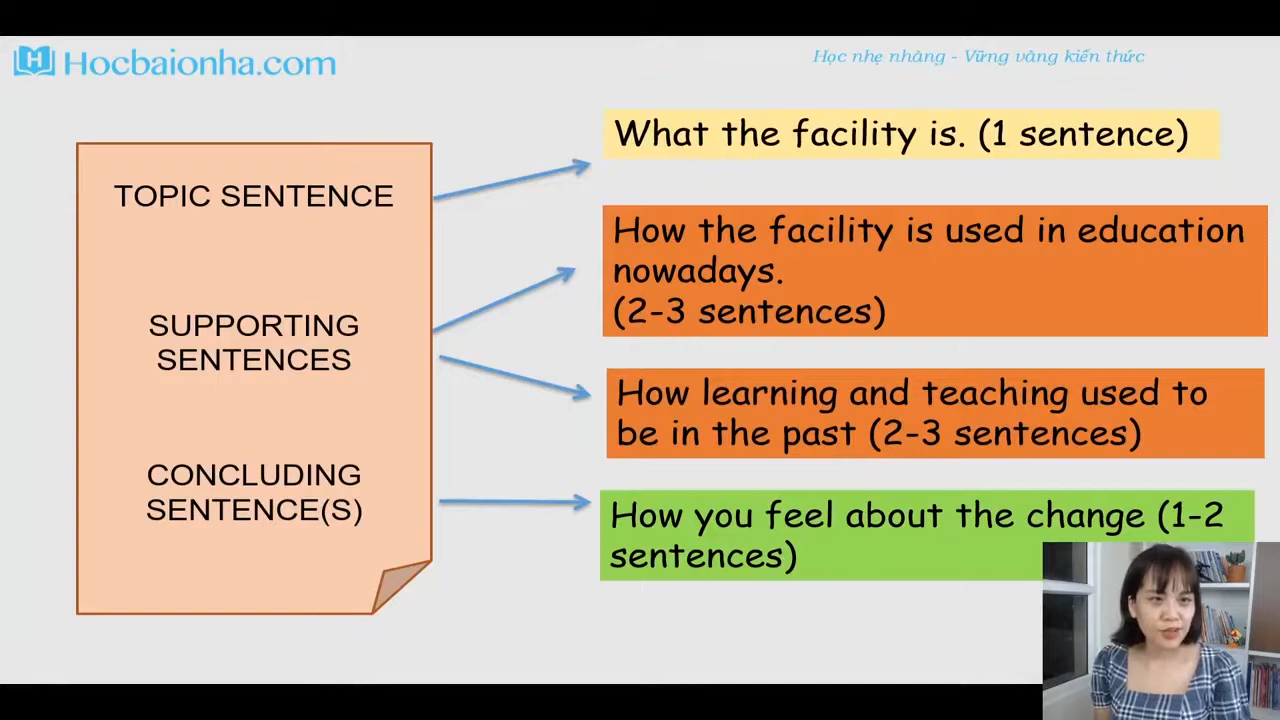 Hocbaionha.com
Học nhẹ nhàng - Vững vàng kiến thức
TOPIC SENTENCE
SUPPORTING
SENTENCES
CONCLUDING
SENTENCE(S)
What the facility is. (1 sentence)
How the facility is used in education
nowadays.
(2-3 sentences)
How learning and teaching used to
be in the past (2-3 sentences)
How you feel about the change (1-2
sentences)